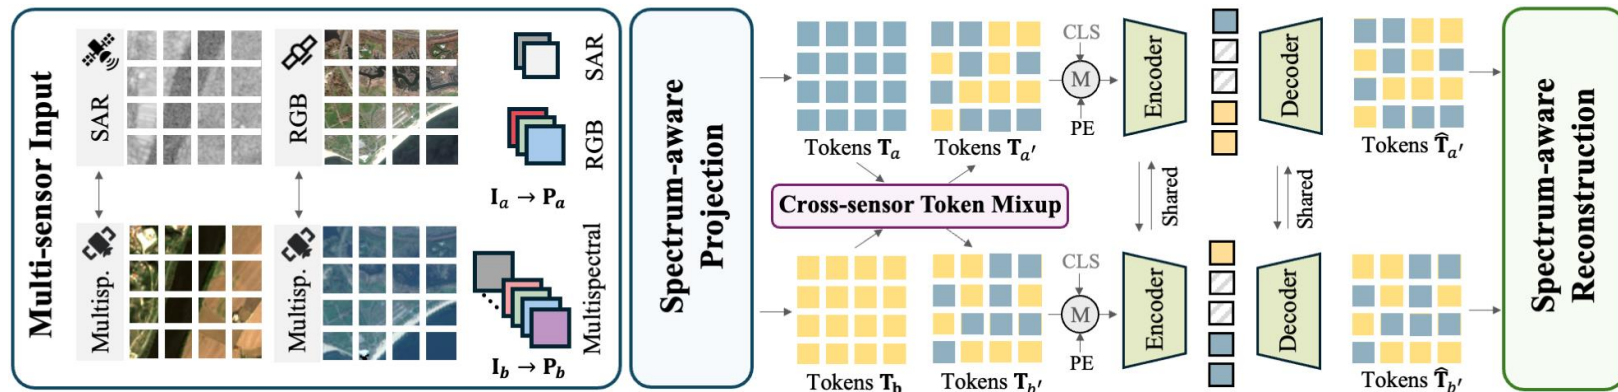 Multi-sensor Input
SAR
RGB
Multisp.
Multisp.
SAR
RGB
I_a → P_a
Multispectral
I_b → P_b
Spectrum-aware
Projection
Tokens T_a
Tokens T_a′
Cross-sensor Token Mixup
Tokens T_b
Tokens T_b′
CLS
M
PE
CLS
M
PE
Encoder
Decoder
Shared
Shared
Encoder
Decoder
Tokens T̂_a′
Tokens T̂_b′
Spectrum-aware
Reconstruction